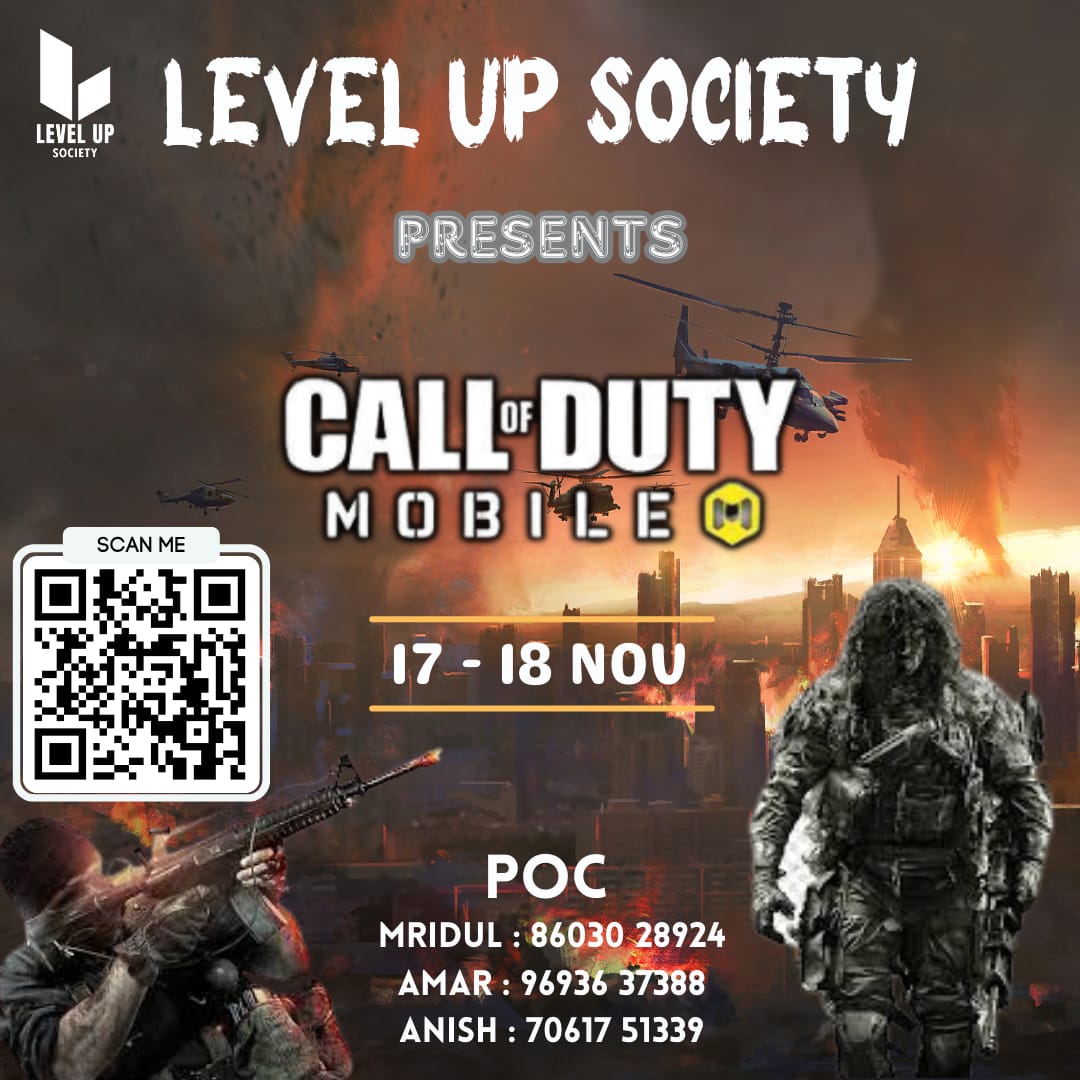 LEVEL UP
SOCIETY
LEVEL UP SOCIETY
PRESENTS
CALL OF DUTY
MOBILE
SCAN ME
17 - 18 NOV
POC
MRIDUL : 86030 28924
AMAR : 96936 37388
ANISH : 70617 51339